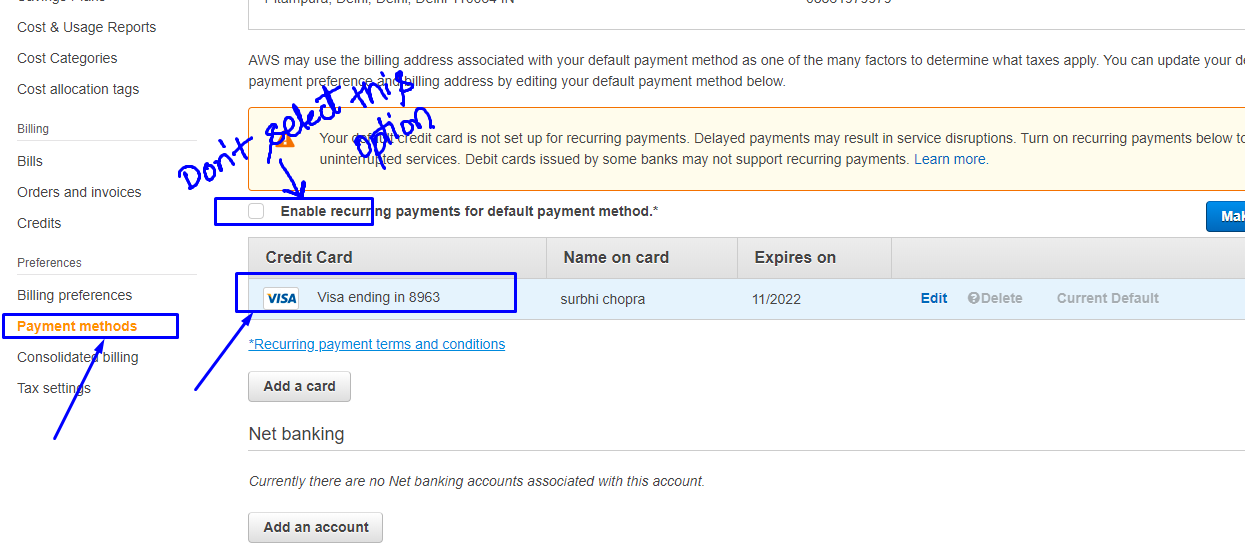 Cost & Usage Reports
Cost Categories
Cost allocation tags
Billing
Bills
Orders and invoices
Credits
Preferences
Billing preferences
Payment methods
Consolidated billing
Tax settings
AWS may use the billing address associated with your default payment method as one of the many factors to determine what taxes apply. You can update your
payment preference and billing address by editing your default payment method below.
Don't select this
option
Your default credit card is not set up for recurring payments. Delayed payments may result in service disruptions. Turn on recurring payments below to
uninterrupted services. Debit cards issued by some banks may not support recurring payments. Learn more.
Enable recurring payments for default payment method.*
Mak
Credit Card Name on card Expires on
VISA Visa ending in 8963 surbhi chopra 11/2022 Edit Delete Current Default
*Recurring payment terms and conditions
Add a card
Net banking
Currently there are no Net banking accounts associated with this account.
Add an account